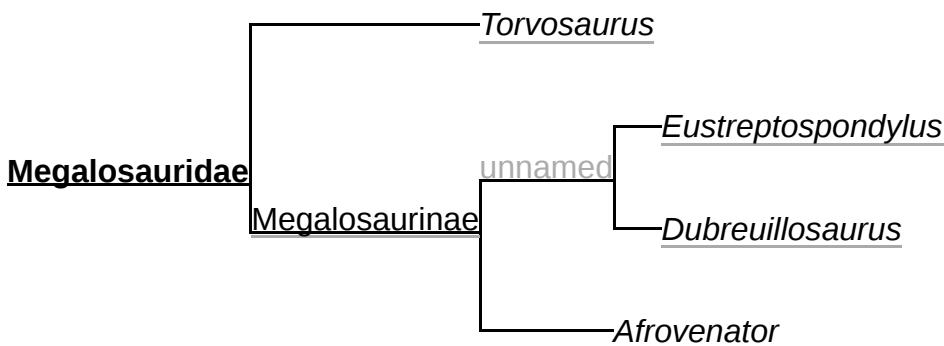 Torvosaurus
Eustreptospondylus
unnamed
Megalosauridae
Megalosaurinae
Dubreuillosaurus
Afrovenator